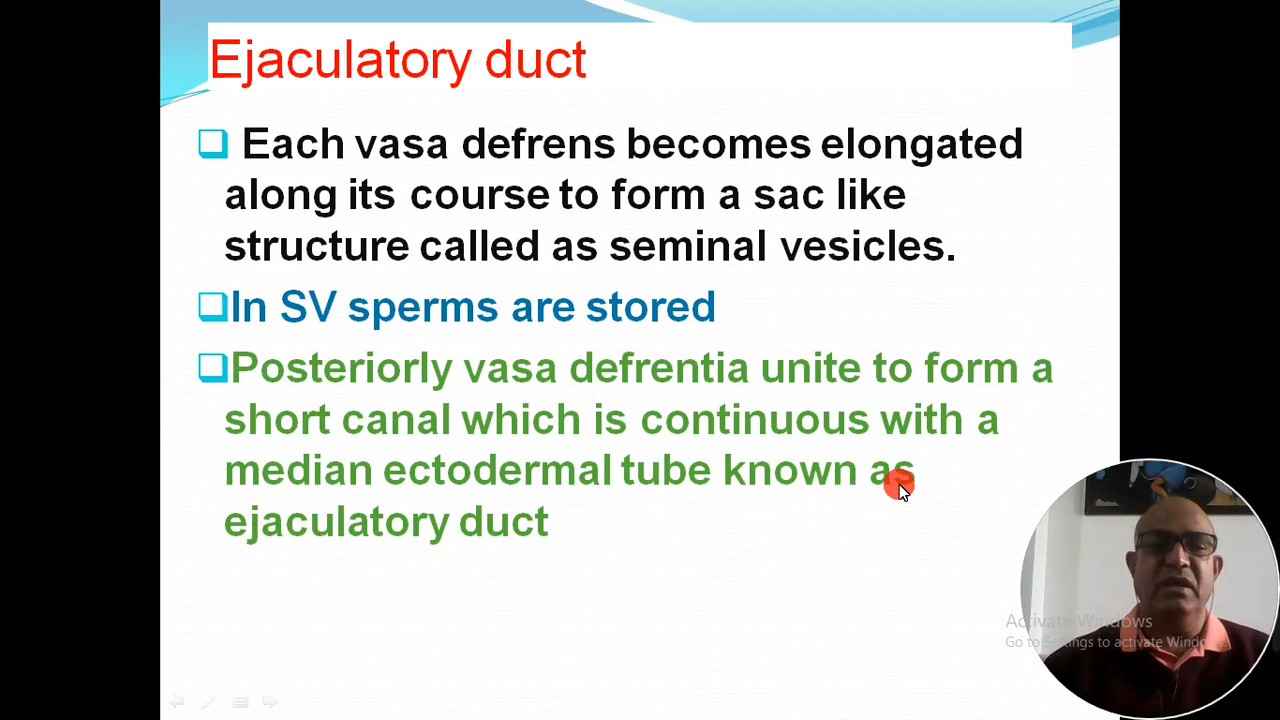 Ejaculatory duct
Each vasa defrens becomes elongated
along its course to form a sac like
structure called as seminal vesicles.
In SV sperms are stored
Posteriorly vasa defrentia unite to form a
short canal which is continuous with a
median ectodermal tube known as
ejaculatory duct
Activate Windows
Go to Settings to activate Windows.